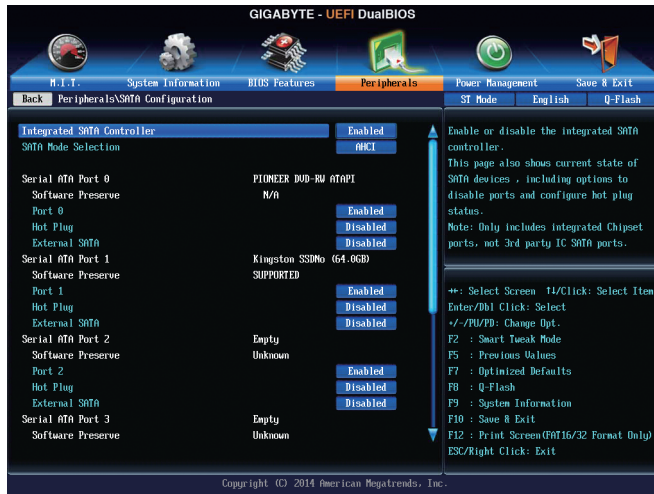 GIGABYTE - UEFI DualBIOS
M.I.T. System Information BIOS Features Peripherals Power Management Save & Exit
Back Peripherals\SATA Configuration ST Mode English Q-Flash
Integrated SATA Controller Enabled
SATA Mode Selection AHCI
Serial ATA Port 0 PIONEER DVD-RW ATAPI
Software Preserve N/A
Port 0 Enabled
Hot Plug Disabled
External SATA Disabled
Serial ATA Port 1 Kingston SSDNo (64.0GB)
Software Preserve SUPPORTED
Port 1 Enabled
Hot Plug Disabled
External SATA Disabled
Serial ATA Port 2 Empty
Software Preserve Unknown
Port 2 Enabled
Hot Plug Disabled
External SATA Disabled
Serial ATA Port 3 Empty
Software Preserve Unknown
Enable or disable the integrated SATA
controller.
This page also shows current state of
SATA devices , including options to
disable ports and configure hot plug
status.
Note: Only includes integrated Chipset
ports, not 3rd party IC SATA ports.
↔: Select Screen ↑↓/Click: Select Item
Enter/Dbl Click: Select
+/-/PU/PD: Change Opt.
F2 : Smart Tweak Mode
F5 : Previous Values
F7 : Optimized Defaults
F8 : Q-Flash
F9 : System Information
F10 : Save & Exit
F12 : Print Screen(FAT16/32 Format Only)
ESC/Right Click: Exit
Copyright (C) 2014 American Megatrends, Inc.